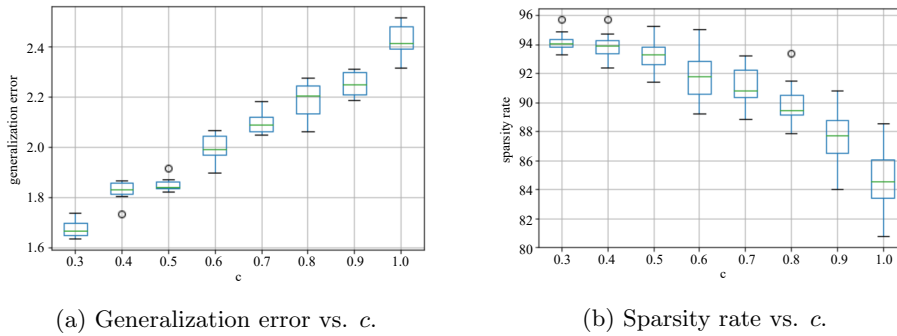 2.4
2.2
2.0
1.8
1.6
generalization error
0.3 0.4 0.5 0.6 0.7 0.8 0.9 1.0
c
(a) Generalization error vs. c.
96
94
92
90
88
86
84
82
80
sparsity rate
0.3 0.4 0.5 0.6 0.7 0.8 0.9 1.0
c
(b) Sparsity rate vs. c.